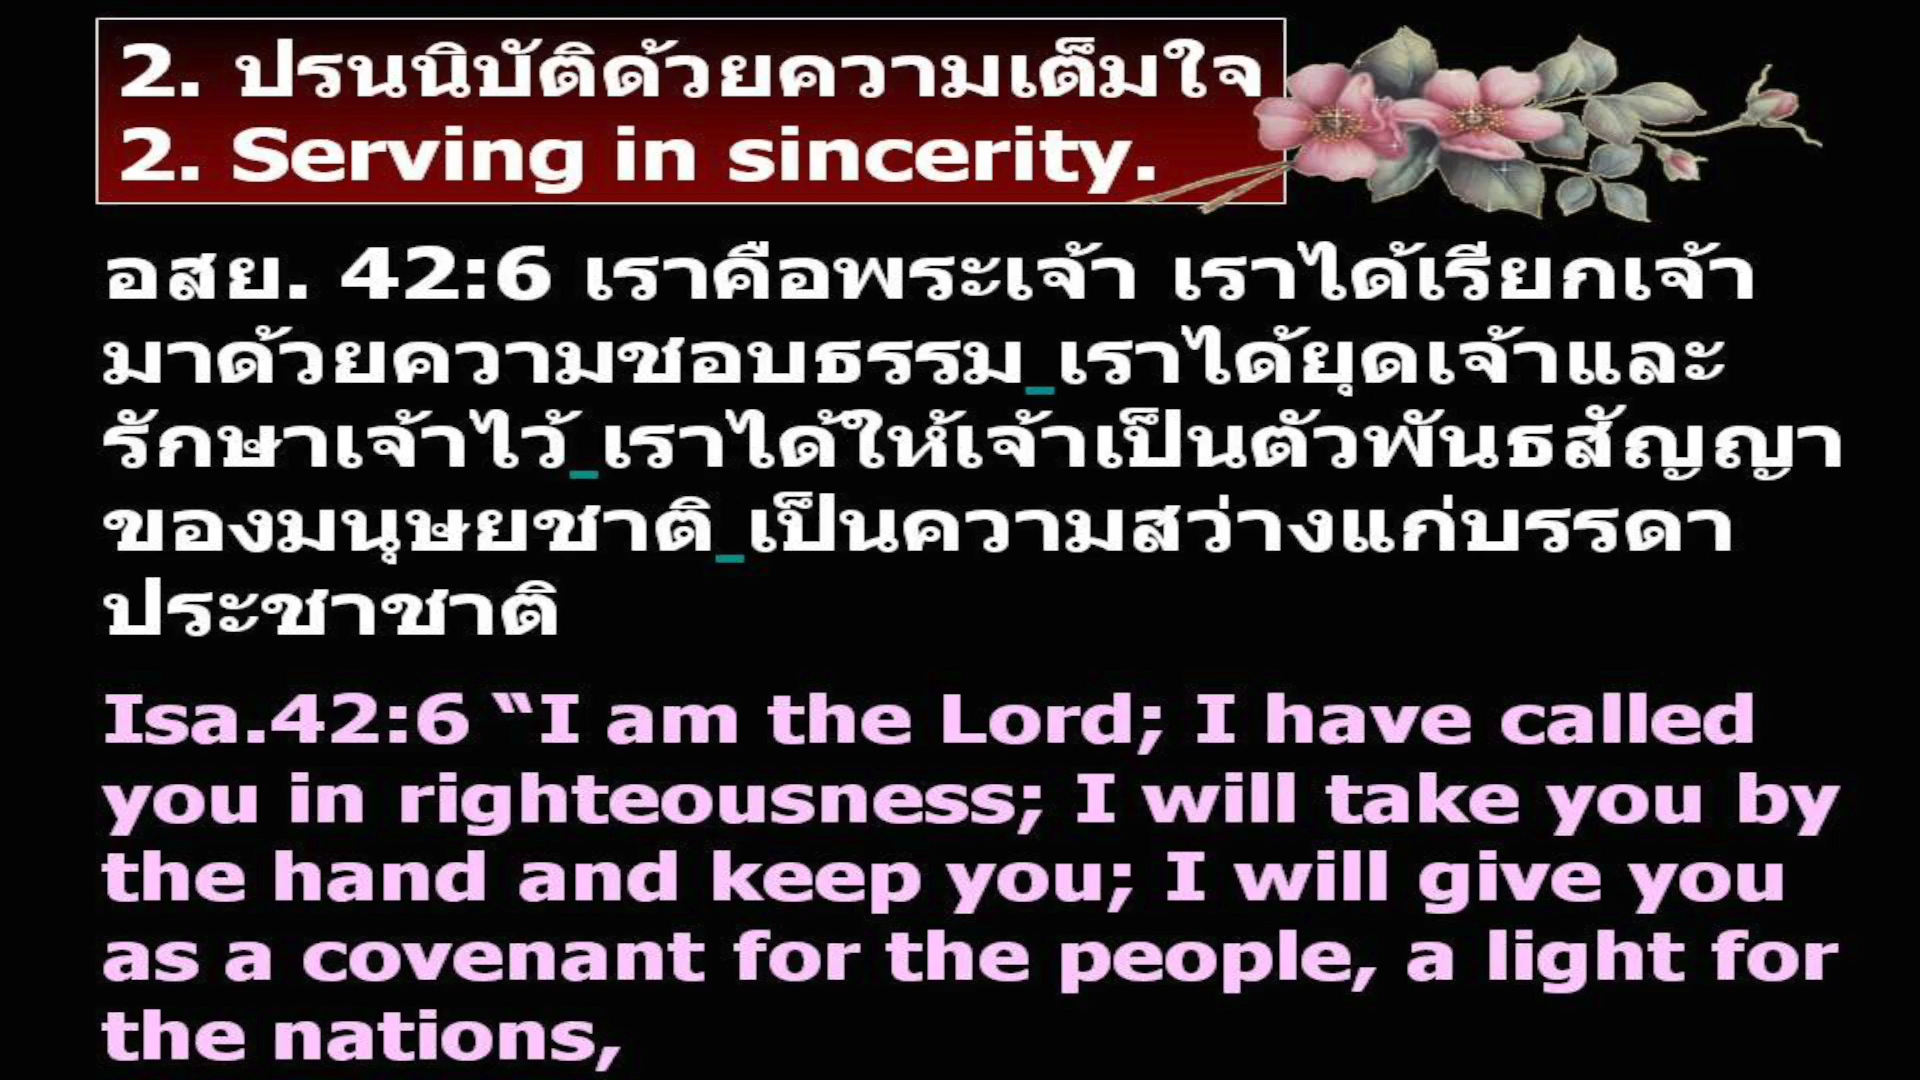 2. ปรนนิบัติด้วยความเต็มใจ
2. Serving in sincerity.
อสย. 42:6 เราคือพระเจ้า เราได้เรียกเจ้า
มาด้วยความชอบธรรม_เราได้ยุดเจ้าและ
รักษาเจ้าไว้_เราได้ให้เจ้าเป็นตัวพันธสัญญา
ของมนุษยชาติ_เป็นความสว่างแก่บรรดา
ประชาชาติ
Isa.42:6 “I am the Lord; I have called
you in righteousness; I will take you by
the hand and keep you; I will give you
as a covenant for the people, a light for
the nations,